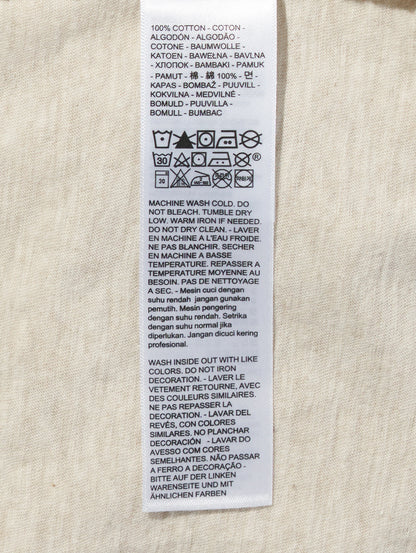 100% COTTON - COTON -
ALGODÓN - ALGODÃO -
COTONE - BAUMWOLLE -
KATOEN - BAWEŁNA - BAVLNA
- ХЛОПОК - BAMBAKI - PAMUK
- PAMUT - 棉 - 綿 100% - 면 -
KAPAS - BOMBAŽ - PUUVILL -
KOKVILNA - MEDVILNĖ -
BOMULD - PUUVILLA -
BOMULL - BUMBAC
30 ®
30
MACHINE WASH COLD. DO
NOT BLEACH. TUMBLE DRY
LOW. WARM IRON IF NEEDED.
DO NOT DRY CLEAN. - LAVER
EN MACHINE A L'EAU FROIDE.
NE PAS BLANCHIR. SECHER
EN MACHINE A BASSE
TEMPERATURE. REPASSER A
TEMPERATURE MOYENNE AU
BESOIN. PAS DE NETTOYAGE
A SEC. - Mesin cuci dengan
suhu rendah jangan gunakan
pemutih. Mesin pengering
dengan suhu rendah. Setrika
dengan suhu normal jika
diperlukan. Jangan dicuci kering
profesional.
WASH INSIDE OUT WITH LIKE
COLORS. DO NOT IRON
DECORATION. - LAVER LE
VETEMENT RETOURNE, AVEC
DES COULEURS SIMILAIRES.
NE PAS REPASSER LA
DECORATION. - LAVAR DEL
REVÉS, CON COLORES
SIMILARES. NO PLANCHAR
DECORACIÓN - LAVAR DO
AVESSO COM CORES
SEMELHANTES. NÃO PASSAR
A FERRO A DECORAÇÃO -
BITTE AUF DER LINKEN
WARENSEITE UND MIT
ÄHNLICHEN FARBEN